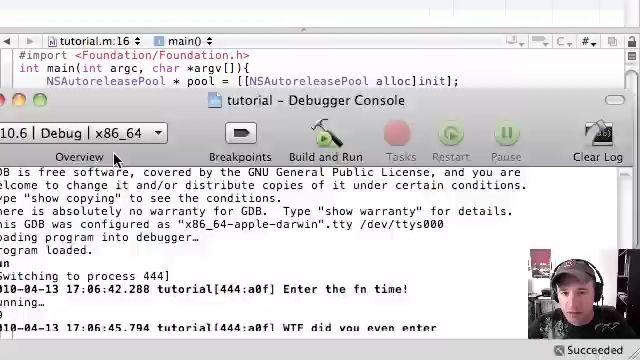 tutorial.m:16 main() C #
#import <Foundation/Foundation.h>
int main(int argc, char *argv[]){
NSAutoreleasePool * pool = [[NSAutoreleasePool alloc]init];
tutorial – Debugger Console
10.6 | Debug | x86_64
Overview Breakpoints Build and Run Tasks Restart Pause Clear Log
DB is free software, covered by the GNU General Public License, and you are
elcome to change it and/or distribute copies of it under certain conditions.
ype "show copying" to see the conditions.
here is absolutely no warranty for GDB.  Type "show warranty" for details.
his GDB was configured as "x86_64-apple-darwin".tty /dev/ttys000
oading program into debugger…
rogram loaded.
un
Switching to process 444]
010-04-13 17:06:42.288 tutorial[444:a0f] Enter the fn time!
unning…
9
010-04-13 17:06:45.794 tutorial[444:a0f] WTF did you even enter
Succeeded